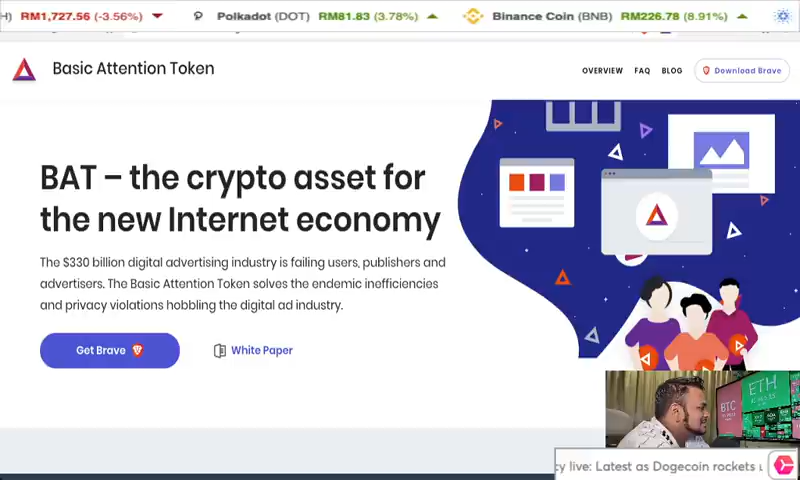 H) RM1,727.56 (-3.56%) Polkadot (DOT) RM81.83 (3.78%) Binance Coin (BNB) RM226.78 (8.91%)
Basic Attention Token
OVERVIEW FAQ BLOG Download Brave
BAT – the crypto asset for
the new Internet economy
The $330 billion digital advertising industry is failing users, publishers and
advertisers. The Basic Attention Token solves the endemic inefficiencies
and privacy violations hobbling the digital ad industry.
Get Brave White Paper
ETH
BTC
cy live: Latest as Dogecoin rockets